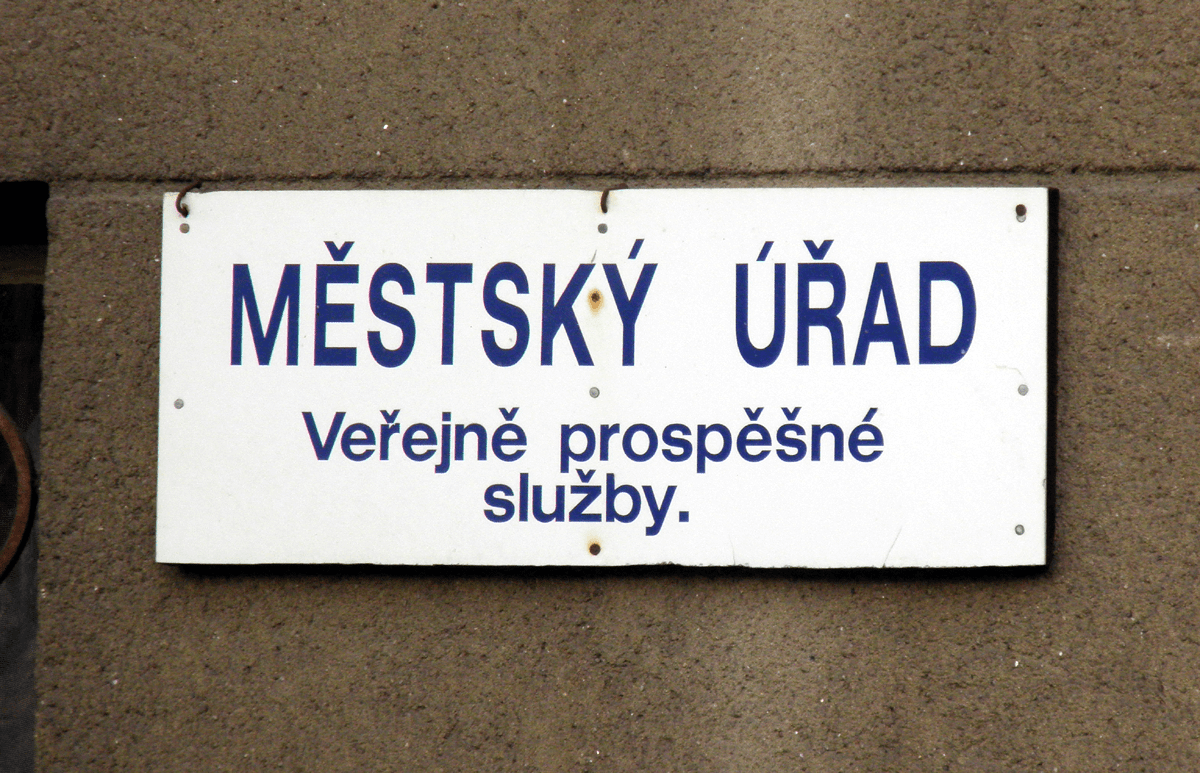 MĚSTSKÝ ÚŘAD
Veřejně prospěšné
služby.